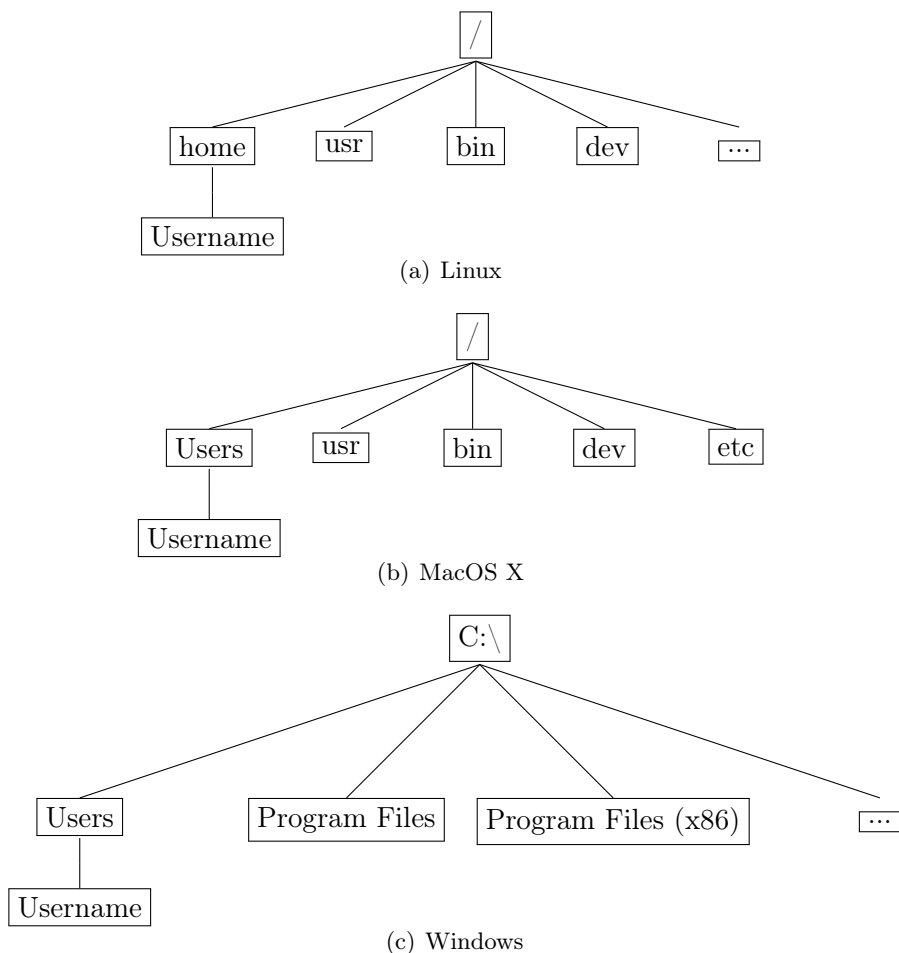 /
home usr bin dev ...
Username
(a) Linux
/
Users usr bin dev etc
Username
(b) MacOS X
C:\
Users Program Files Program Files (x86) ...
Username
(c) Windows